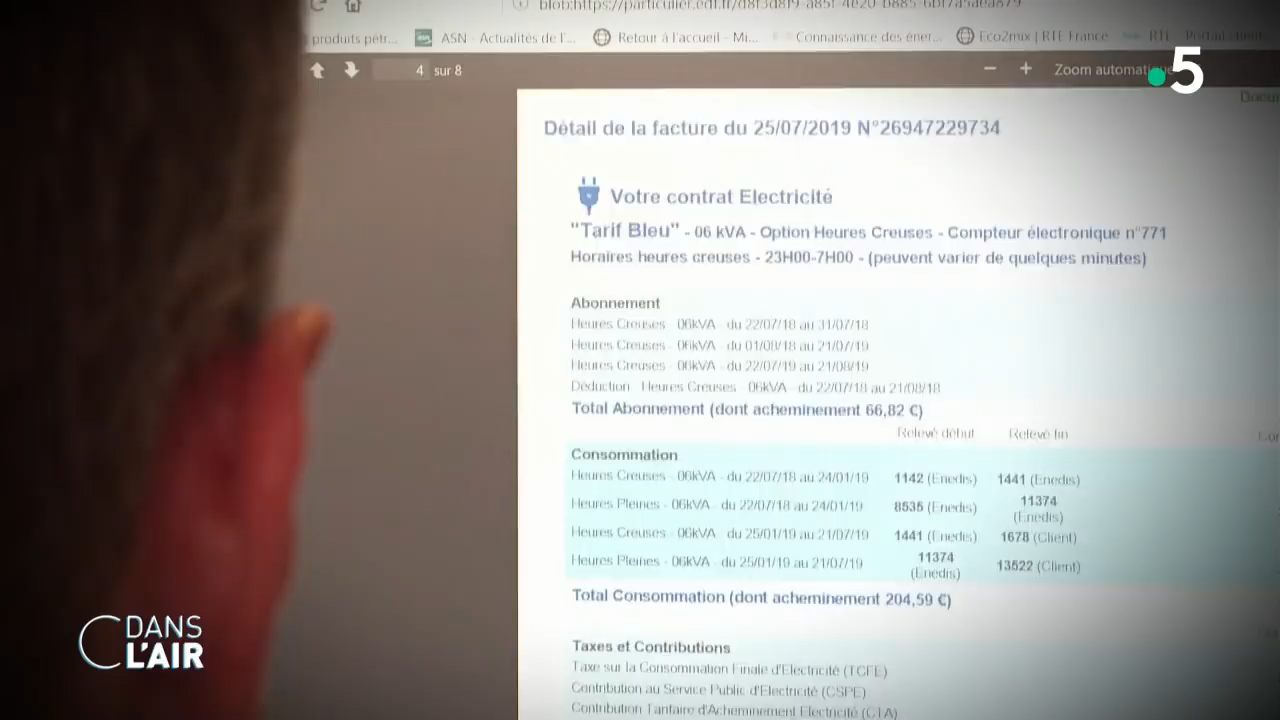 produits petr... ASN - Actualités de l'... Retour à l'accueil - Mi... Connaissance des éner... Eco2mix | RTE France
4 sur 8 Zoom automati
5
Détail de la facture du 25/07/2019 N°26947229734
Votre contrat Electricité
"Tarif Bleu" - 06 kVA - Option Heures Creuses - Compteur électronique n°771
Horaires heures creuses - 23H00-7H00 - (peuvent varier de quelques minutes)
Abonnement
Heures Creuses - 06kVA - du 22/07/18 au 31/07/18
Heures Creuses - 06kVA - du 01/08/18 au 21/07/19
Heures Creuses - 06kVA - du 22/07/19 au 21/08/19
Déduction Heures Creuses - 06kVA - du 22/07/18 au 21/08/18
Total Abonnement (dont acheminement 66,82 €)
Relevé début Relevé fin
Consommation
Heures Creuses - 06kVA - du 22/07/18 au 24/01/19 1142 (Enedis) 1441 (Enedis)
Heures Pleines - 06kVA - du 22/07/18 au 24/01/19 8535 (Enedis) 11374 (Enedis)
Heures Creuses - 06kVA - du 25/01/19 au 21/07/19 1441 (Enedis) 1678 (Client)
Heures Pleines - 06kVA - du 25/01/19 au 21/07/19 11374 (Enedis) 13522 (Client)
Total Consommation (dont acheminement 204,59 €)
Taxes et Contributions
Taxe sur la Consommation Finale d'Electricité (TCFE)
Contribution au Service Public d'Electricité (CSPE)
Contribution Tarifaire d'Acheminement Electricité (CTA)
C DANS
L'AIR